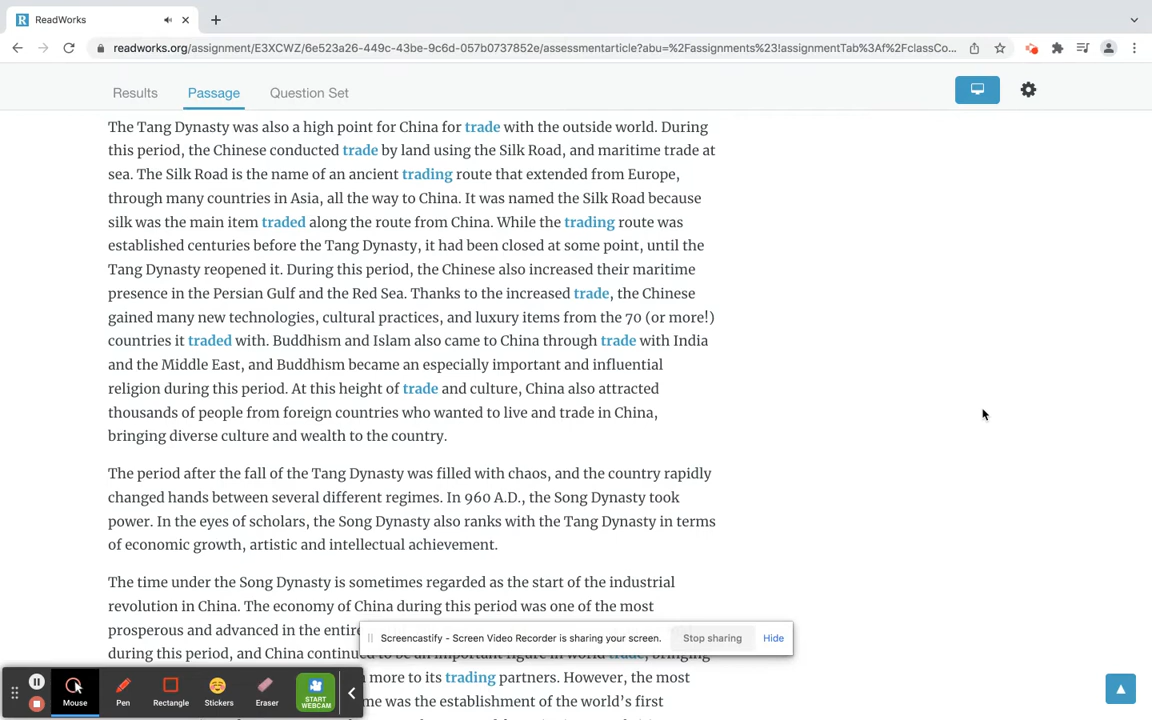 ReadWorks
readworks.org/assignment/E3XCWZ/6e523a26-449c-43be-9c6d-057b0737852e/assessmentarticle?abu=%2Fassignments%23!assignmentTab%3Af%2FclassCo...
Results Passage Question Set
The Tang Dynasty was also a high point for China for trade with the outside world. During
this period, the Chinese conducted trade by land using the Silk Road, and maritime trade at
sea. The Silk Road is the name of an ancient trading route that extended from Europe,
through many countries in Asia, all the way to China. It was named the Silk Road because
silk was the main item traded along the route from China. While the trading route was
established centuries before the Tang Dynasty, it had been closed at some point, until the
Tang Dynasty reopened it. During this period, the Chinese also increased their maritime
presence in the Persian Gulf and the Red Sea. Thanks to the increased trade, the Chinese
gained many new technologies, cultural practices, and luxury items from the 70 (or more!)
countries it traded with. Buddhism and Islam also came to China through trade with India
and the Middle East, and Buddhism became an especially important and influential
religion during this period. At this height of trade and culture, China also attracted
thousands of people from foreign countries who wanted to live and trade in China,
bringing diverse culture and wealth to the country.
The period after the fall of the Tang Dynasty was filled with chaos, and the country rapidly
changed hands between several different regimes. In 960 A.D., the Song Dynasty took
power. In the eyes of scholars, the Song Dynasty also ranks with the Tang Dynasty in terms
of economic growth, artistic and intellectual achievement.
The time under the Song Dynasty is sometimes regarded as the start of the industrial
revolution in China. The economy of China during this period was one of the most
prosperous and advanced in the entire
Screencastify - Screen Video Recorder is sharing your screen. Stop sharing Hide
during this period, and China continued to be an important figure in world trade, bringing
more to its trading partners. However, the most
me was the establishment of the world's first
Mouse Pen Rectangle Stickers Eraser START WEBCAM